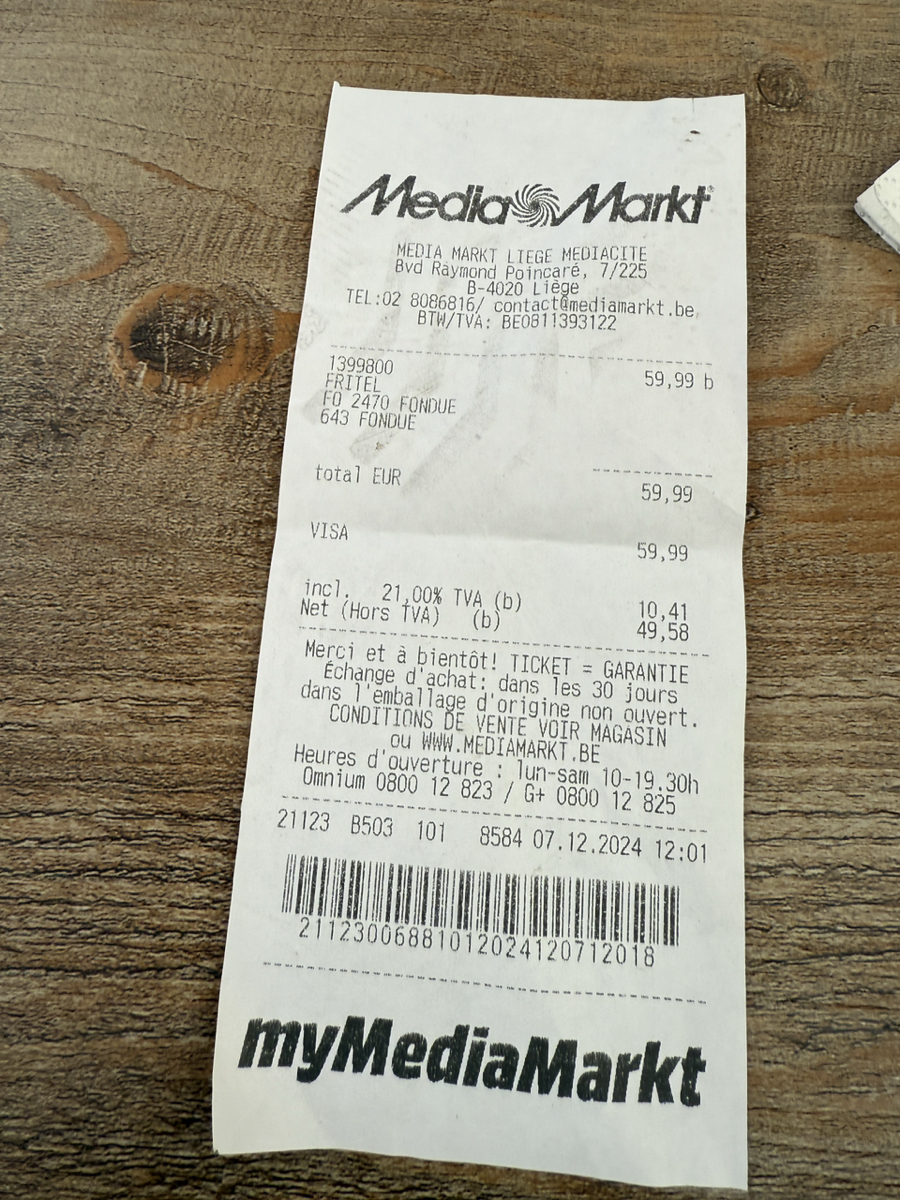 Media Markt
MEDIA MARKT LIEGE MEDIACITE
Bvd Raymond Poincaré, 7/225
B-4020 Liège
TEL:02 8086816/ contact@mediamarkt.be
BTW/TVA: BE0811393122
1399800
FRITEL 59,99 b
FO 2470 FONDUE
643 FONDUE
total EUR 59,99
VISA 59,99
incl. 21,00% TVA (b) 10,41
Net (Hors TVA) (b) 49,58
Merci et à bientôt! TICKET = GARANTIE
Échange d'achat: dans les 30 jours
dans l'emballage d'origine non ouvert.
CONDITIONS DE VENTE VOIR MAGASIN
ou WWW.MEDIAMARKT.BE
Heures d'ouverture : lun-sam 10-19.30h
Omnium 0800 12 823 / G+ 0800 12 825
21123 B503 101 8584 07.12.2024 12:01
21123006881012024120712018
myMediaMarkt